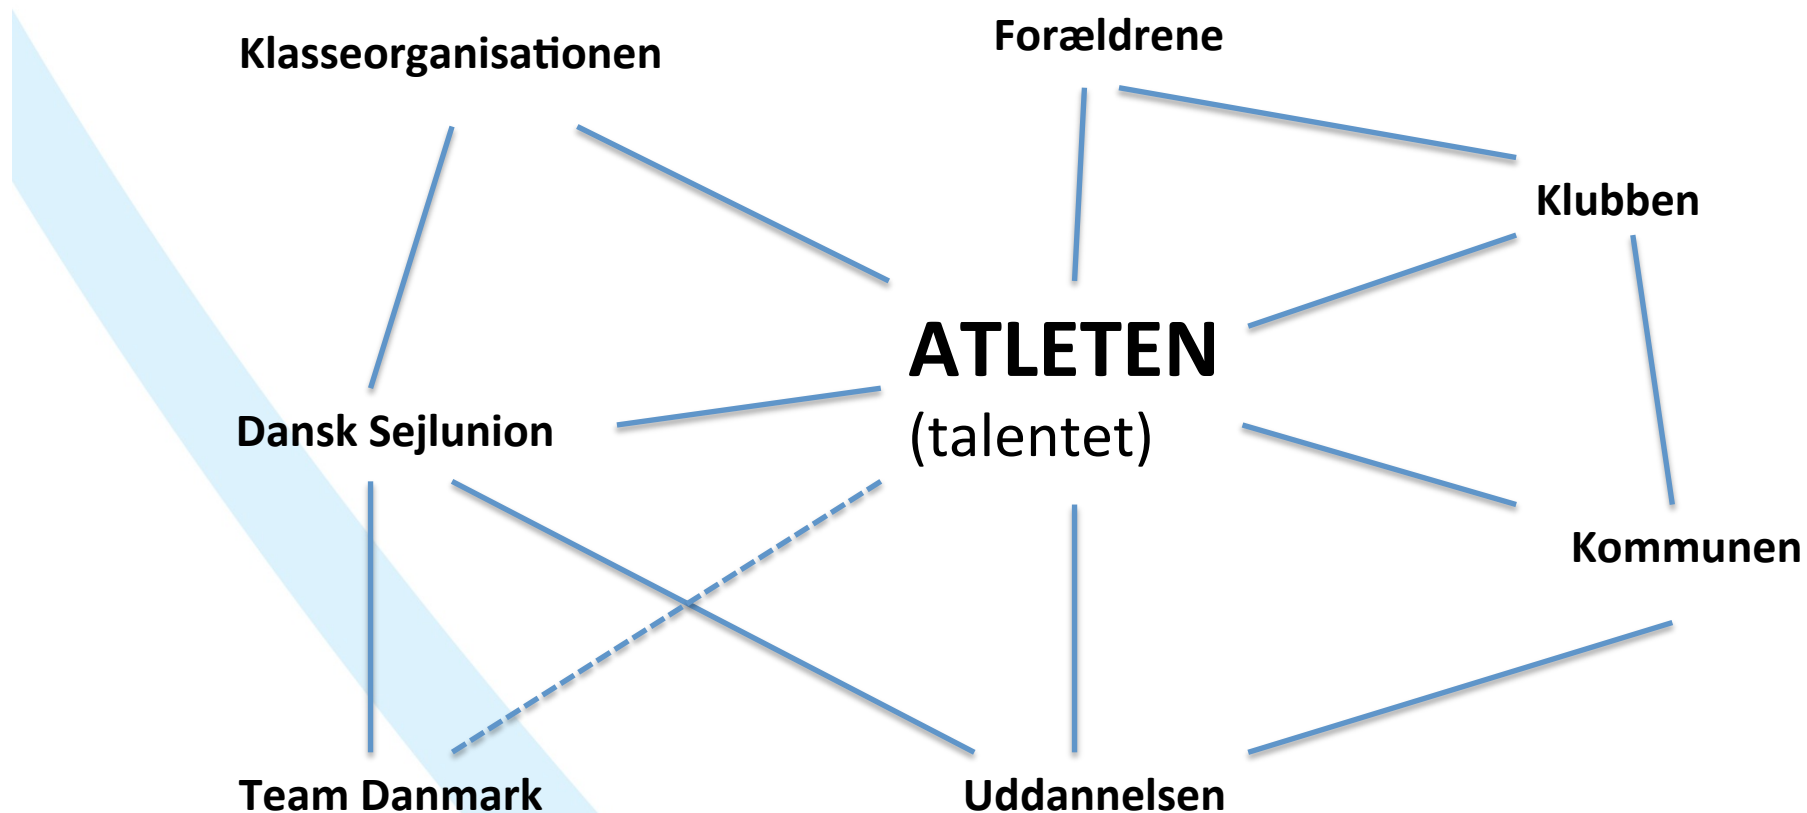 Klasseorganisationen
Forældrene
Klubben
ATLETEN
(talentet)
Dansk Sejlunion
Kommunen
Team Danmark
Uddannelsen